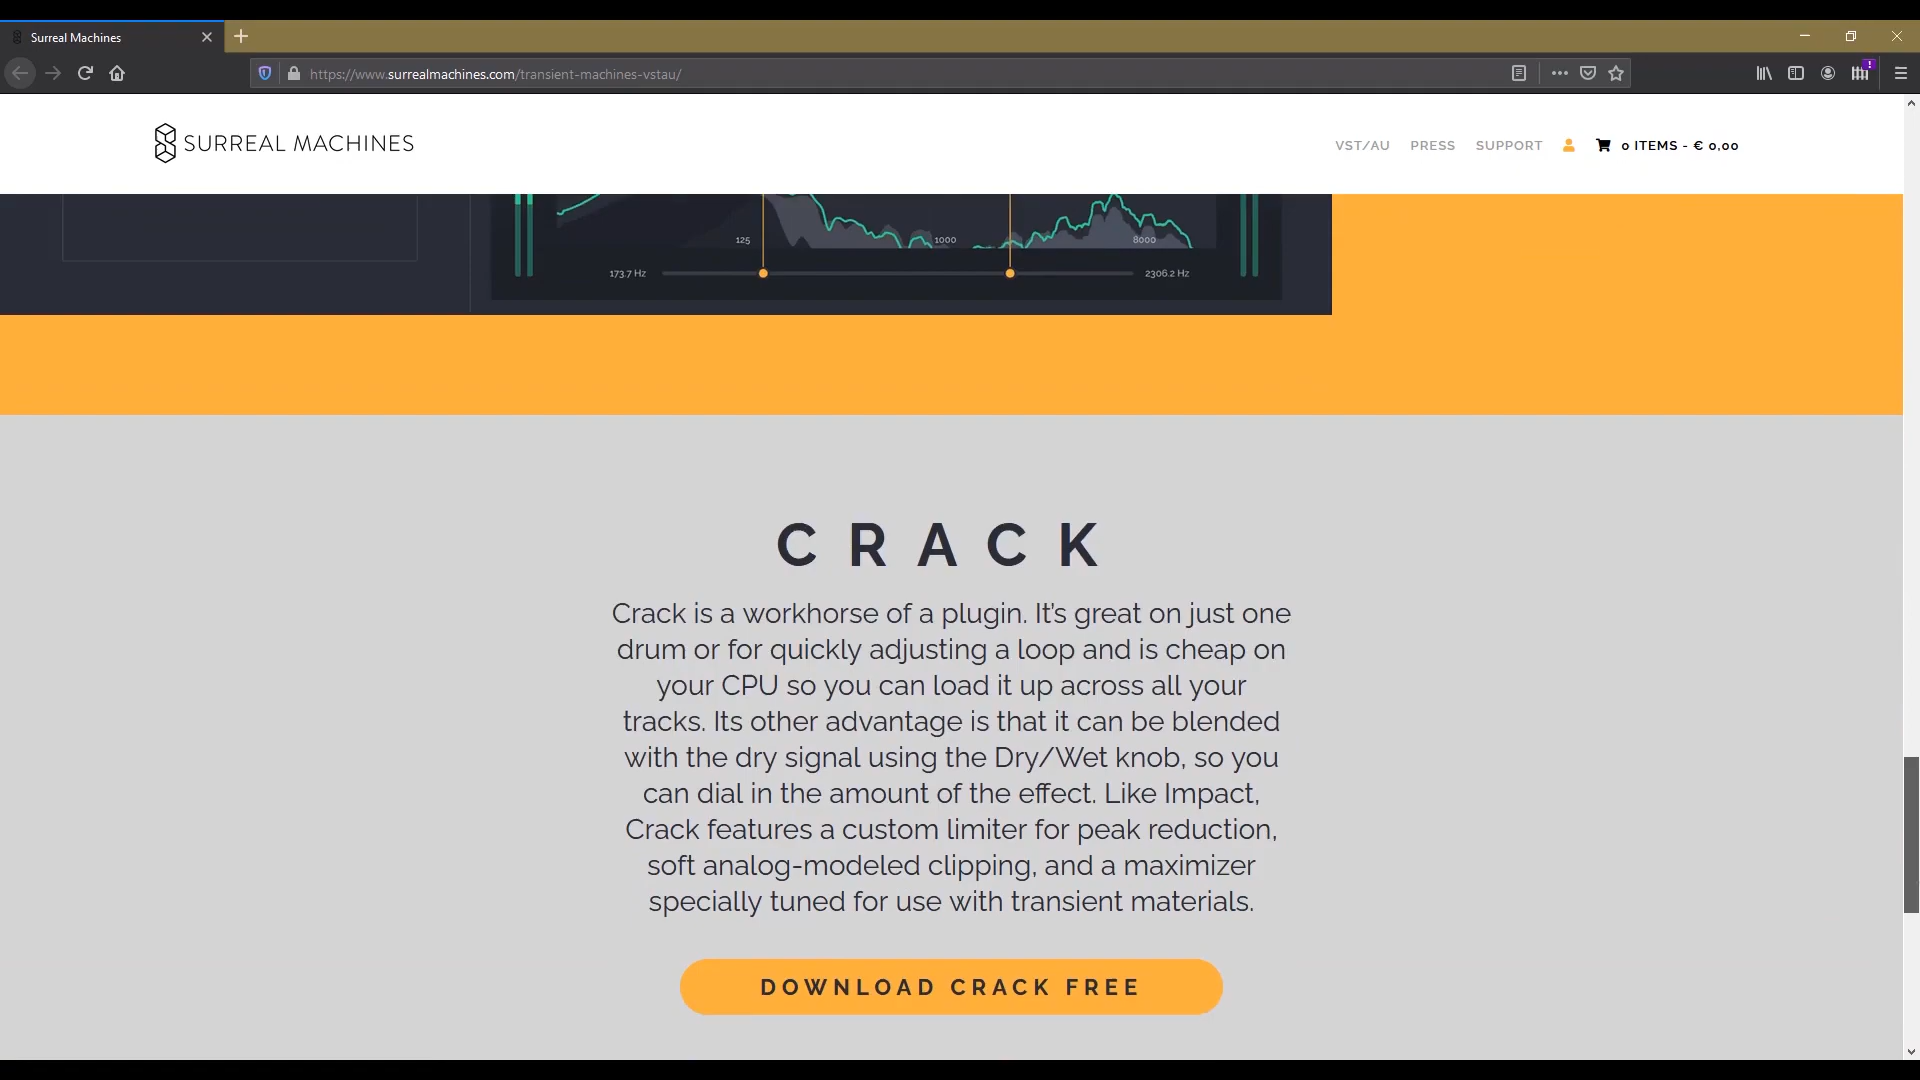 Surreal Machines
https://www.surrealmachines.com/transient-machines-vstau/
!
SURREAL MACHINES
VST/AU PRESS SUPPORT 0 ITEMS - € 0,00
125 1000 8000
173.7 Hz 2306.2 Hz
CRACK
Crack is a workhorse of a plugin. It’s great on just one
drum or for quickly adjusting a loop and is cheap on
your CPU so you can load it up across all your
tracks. Its other advantage is that it can be blended
with the dry signal using the Dry/Wet knob, so you
can dial in the amount of the effect. Like Impact,
Crack features a custom limiter for peak reduction,
soft analog-modeled clipping, and a maximizer
specially tuned for use with transient materials.
DOWNLOAD CRACK FREE